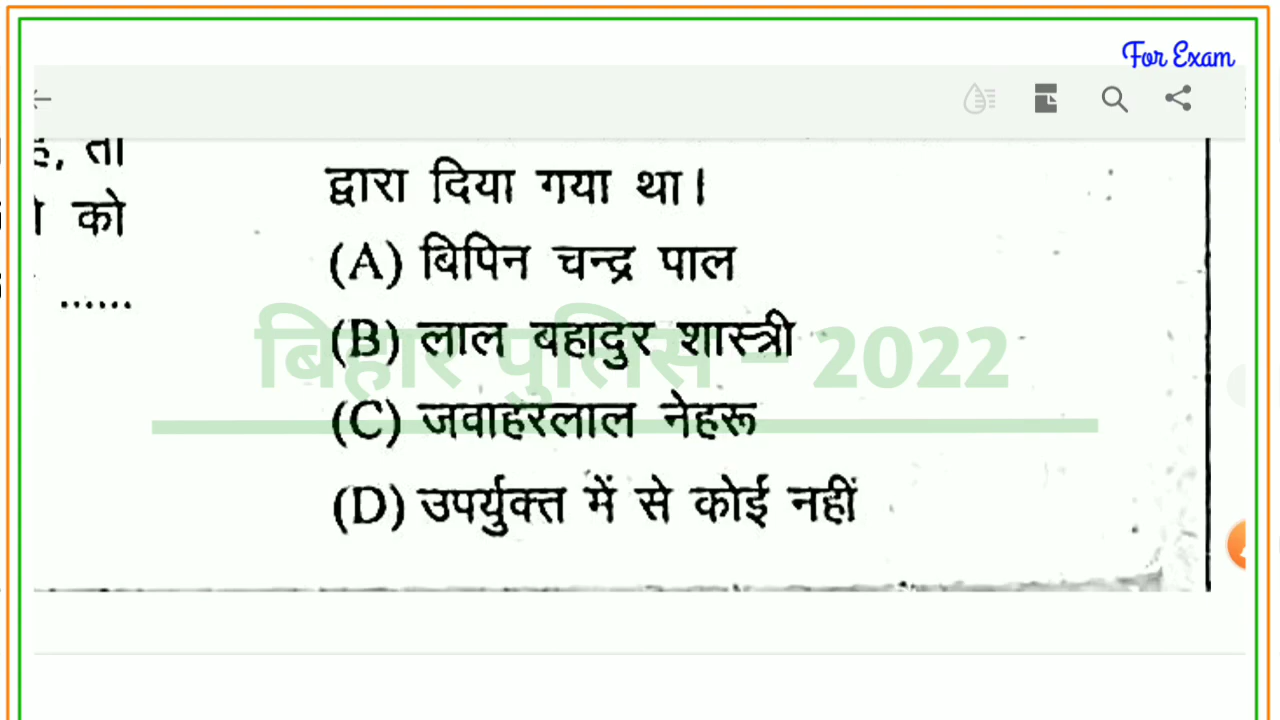 For Exam
को
......
द्वारा दिया गया था।
(A) बिपिन चन्द्र पाल
(B) लाल बहादुर शास्त्री
बिहार पुलिस – 2022
(C) जवाहरलाल नेहरू
(D) उपर्युक्त में से कोई नहीं